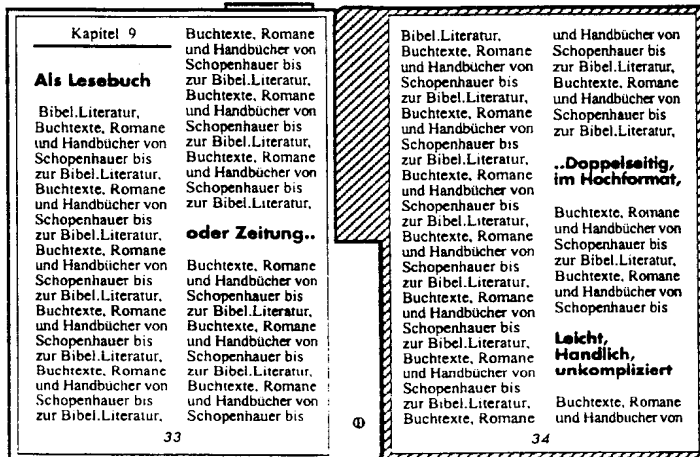 Kapitel 9
Als Lesebuch
Bibel.Literatur,
Buchtexte, Romane
und Handbücher von
Schopenhauer bis
zur Bibel.Literatur,
Buchtexte, Romane
und Handbücher von
Schopenhauer bis
zur Bibel.Literatur,
Buchtexte, Romane
und Handbücher von
Schopenhauer bis
zur Bibel.Literatur,
Buchtexte, Romane
und Handbücher von
Schopenhauer bis
zur Bibel.Literatur,
Buchtexte, Romane
und Handbücher von
Schopenhauer bis
zur Bibel.Literatur,
Buchtexte, Romane
und Handbücher von
Schopenhauer bis
zur Bibel.Literatur,
Buchtexte, Romane
und Handbücher von
Schopenhauer bis
zur Bibel.Literatur,
Buchtexte, Romane
und Handbücher von
Schopenhauer bis
zur Bibel.Literatur,
oder Zeitung..
Buchtexte, Romane
und Handbücher von
Schopenhauer bis
zur Bibel.Literatur,
Buchtexte, Romane
und Handbücher von
Schopenhauer bis
zur Bibel.Literatur,
Buchtexte, Romane
und Handbücher von
Schopenhauer bis
33
Bibel.Literatur,
Buchtexte, Romane
und Handbücher von
Schopenhauer bis
zur Bibel.Literatur,
Buchtexte, Romane
und Handbücher von
Schopenhauer bis
zur Bibel.Literatur,
Buchtexte, Romane
und Handbücher von
Schopenhauer bis
zur Bibel.Literatur,
Buchtexte, Romane
und Handbücher von
Schopenhauer bis
zur Bibel.Literatur,
Buchtexte, Romane
und Handbücher von
Schopenhauer bis
zur Bibel.Literatur,
Buchtexte, Romane
und Handbücher von
Schopenhauer bis
zur Bibel.Literatur,
Buchtexte, Romane
und Handbücher von
Schopenhauer bis
zur Bibel.Literatur,
Buchtexte, Romane
und Handbücher von
Schopenhauer bis
zur Bibel.Literatur,
..Doppelseitig,
im Hochformat,
Buchtexte, Romane
und Handbücher von
Schopenhauer bis
zur Bibel.Literatur,
Buchtexte, Romane
und Handbücher von
Schopenhauer bis
Leicht,
Handlich,
unkompliziert
Buchtexte, Romane
und Handbucher von
34